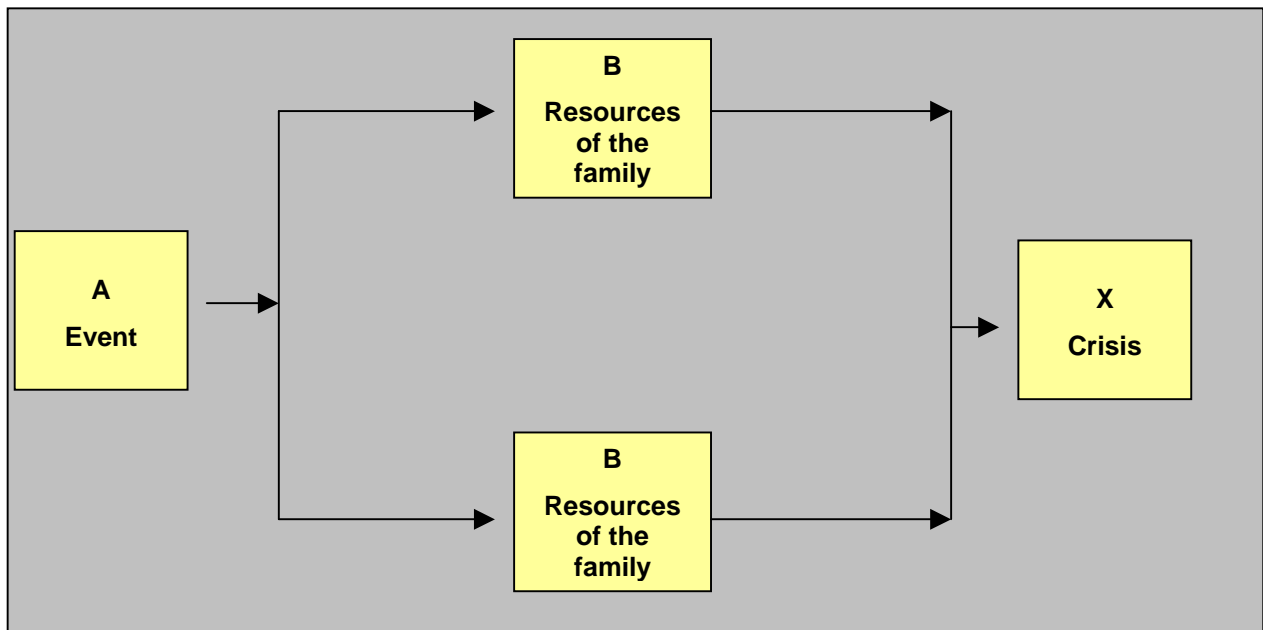 B
Resources
of the
family
A
Event
X
Crisis
B
Resources
of the
family